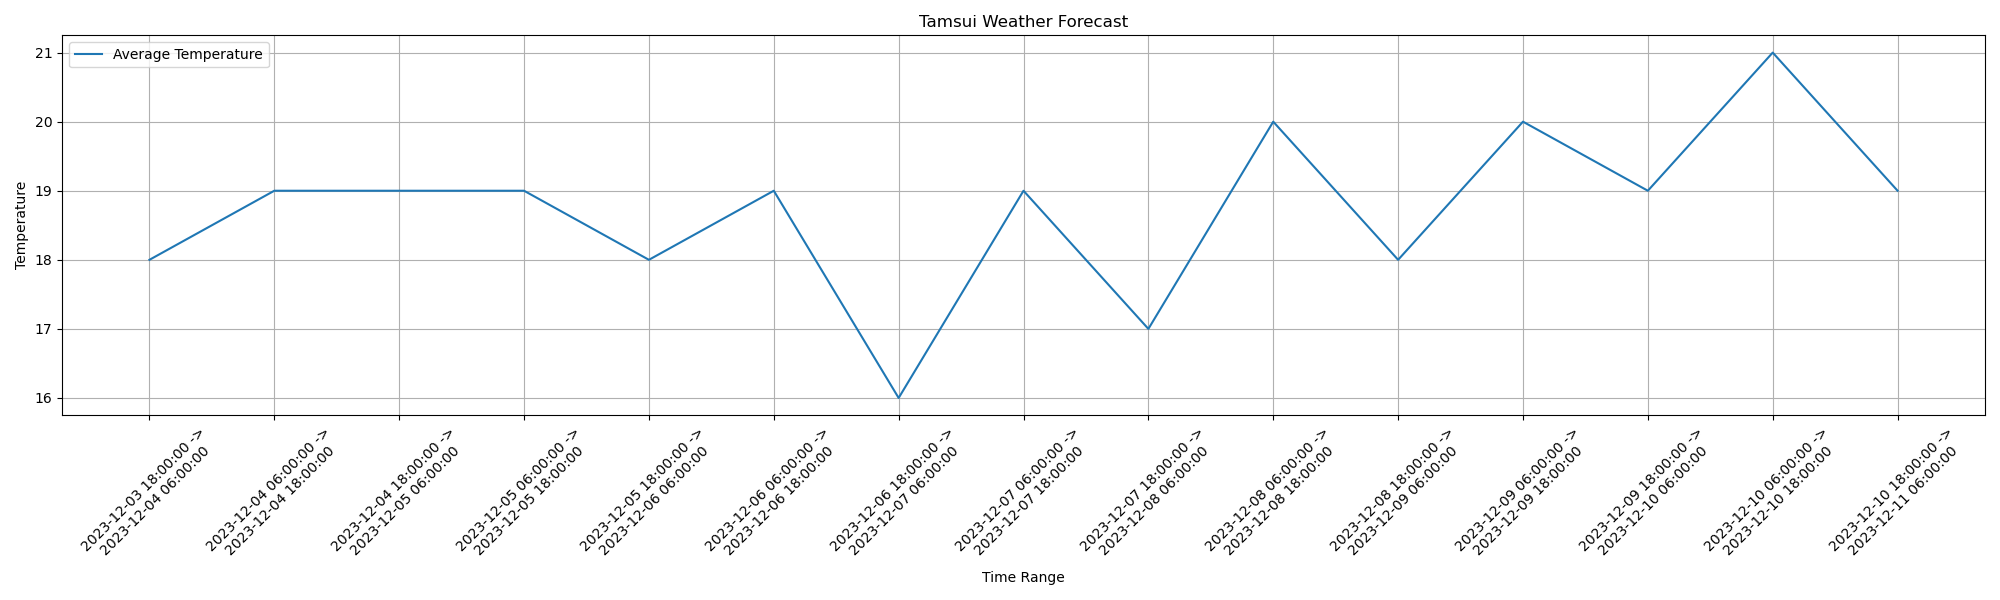 Tamsui Weather Forecast
Average Temperature
21
20
19
18
17
16
Temperature
2023-12-03 18:00:00 ->
2023-12-04 06:00:00
2023-12-04 06:00:00 ->
2023-12-04 18:00:00
2023-12-04 18:00:00 ->
2023-12-05 06:00:00
2023-12-05 06:00:00 ->
2023-12-05 18:00:00
2023-12-05 18:00:00 ->
2023-12-06 06:00:00
2023-12-06 06:00:00 ->
2023-12-06 18:00:00
2023-12-06 18:00:00 ->
2023-12-07 06:00:00
2023-12-07 06:00:00 ->
2023-12-07 18:00:00
2023-12-07 18:00:00 ->
2023-12-08 06:00:00
2023-12-08 06:00:00 ->
2023-12-08 18:00:00
2023-12-08 18:00:00 ->
2023-12-09 06:00:00
2023-12-09 06:00:00 ->
2023-12-09 18:00:00
2023-12-09 18:00:00 ->
2023-12-10 06:00:00
2023-12-10 06:00:00 ->
2023-12-10 18:00:00
2023-12-10 18:00:00 ->
2023-12-11 06:00:00
Time Range